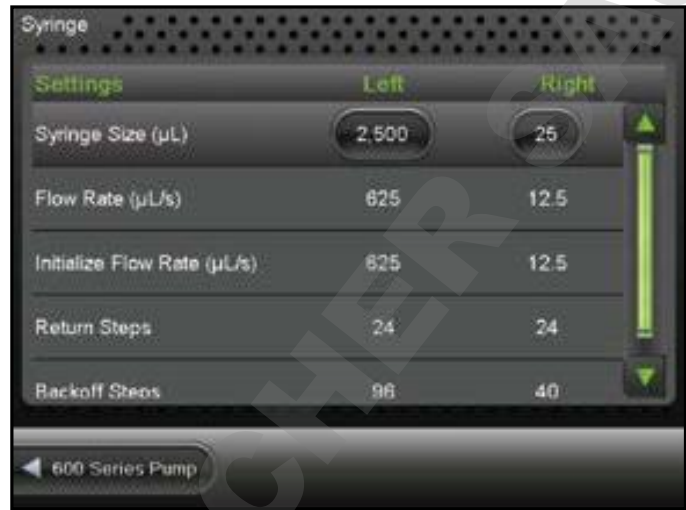 Syringe
Settings Left Right
Syringe Size (µL) 2,500 25
Flow Rate (µL/s) 625 12.5
Initialize Flow Rate (µL/s) 625 12.5
Return Steps 24 24
Backoff Steps 96 40
600 Series Pump